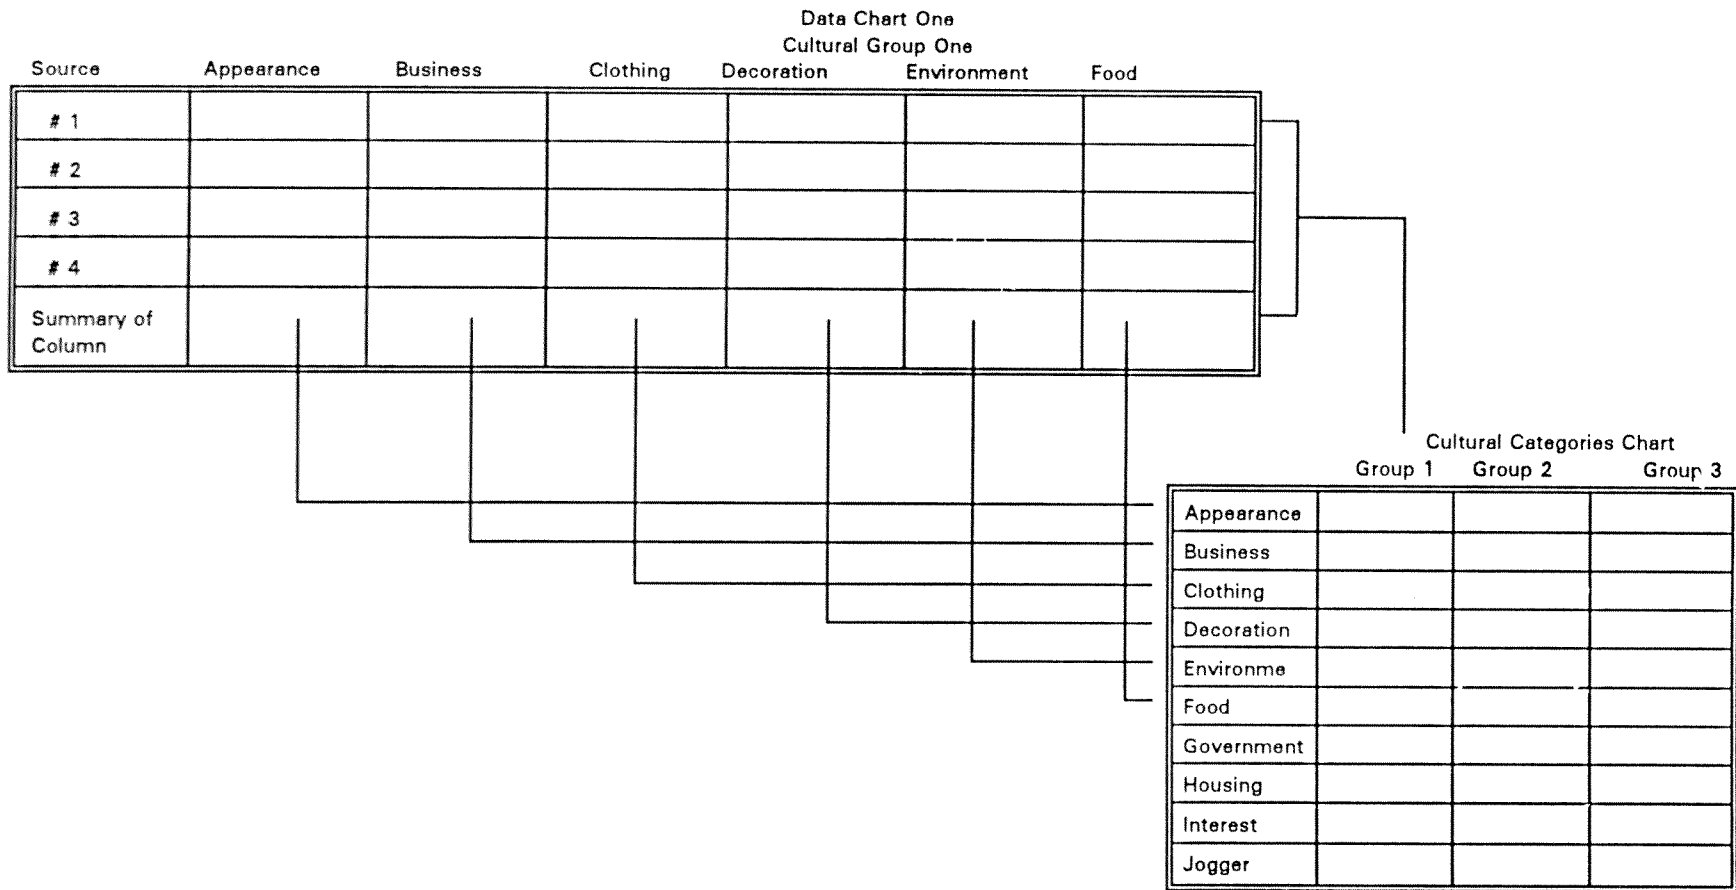 Data Chart One
Cultural Group One
Source Appearance Business Clothing Decoration Environment Food
# 1
# 2
# 3
# 4
Summary of
Column
Cultural Categories Chart
Group 1 Group 2 Group 3
Appearance
Business
Clothing
Decoration
Environme
Food
Government
Housing
Interest
Jogger